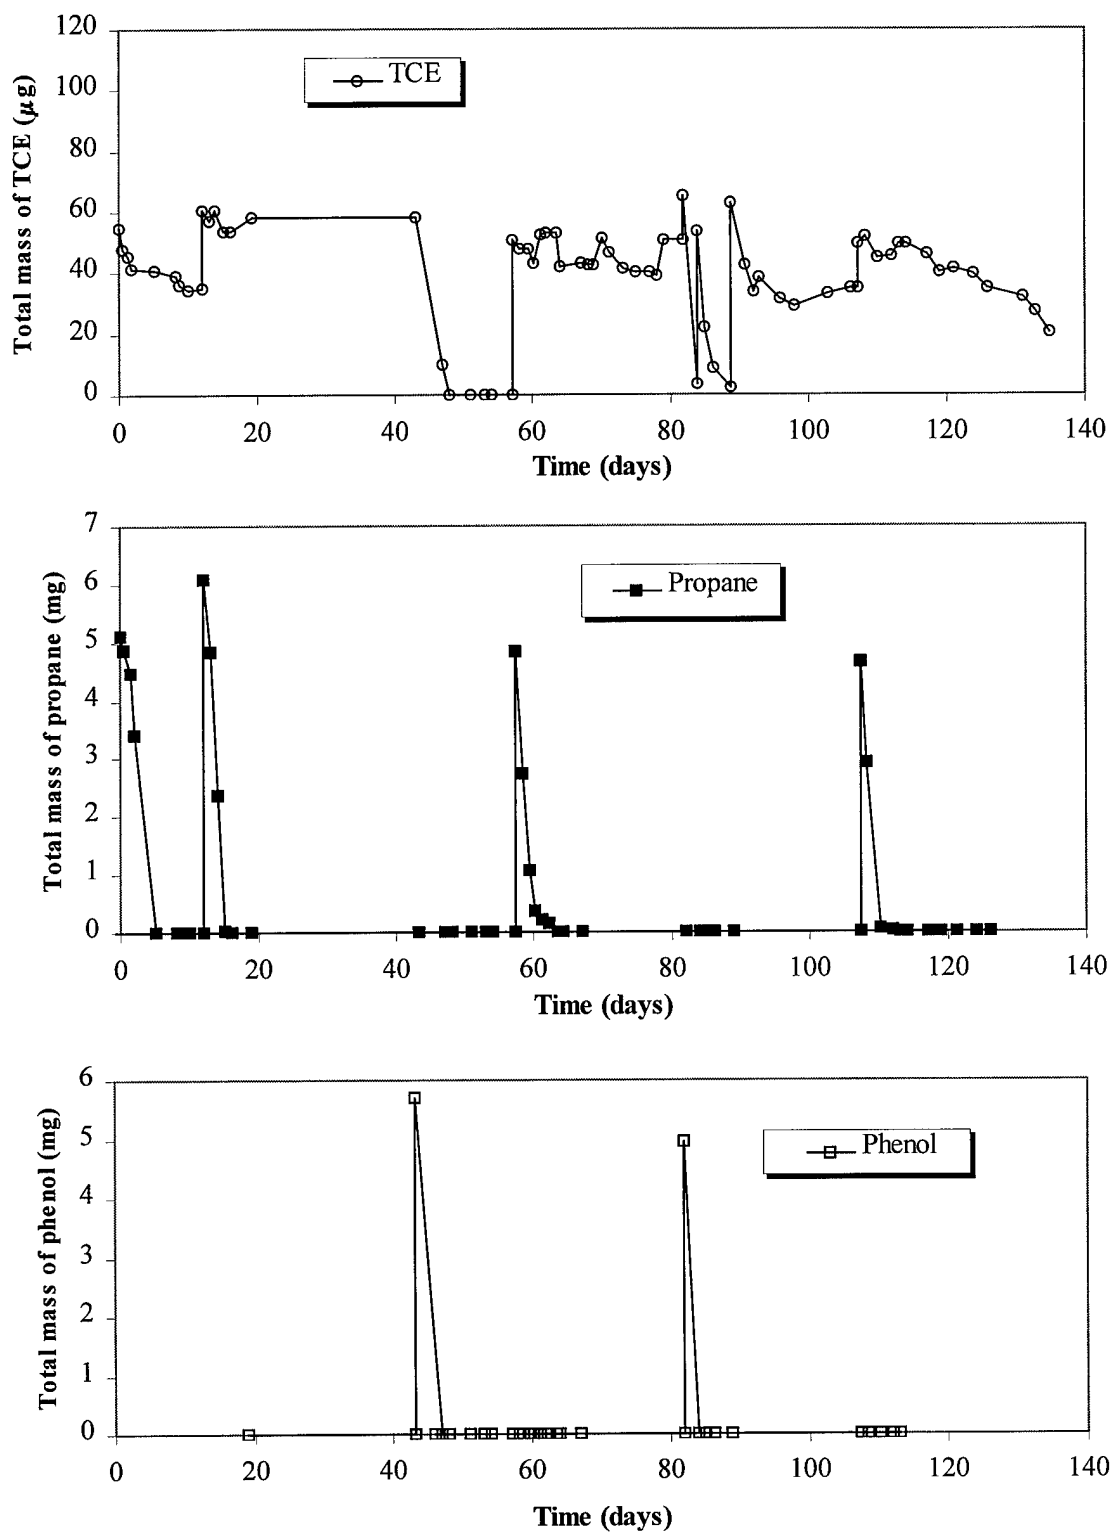 120
100
80
60
40
20
0
Total mass of TCE (μg)
TCE
0 20 40 60 80 100 120 140
Time (days)
7
6
5
4
3
2
1
0
Total mass of propane (mg)
Propane
0 20 40 60 80 100 120 140
Time (days)
6
5
4
3
2
1
0
Total mass of phenol (mg)
Phenol
0 20 40 60 80 100 120 140
Time (days)